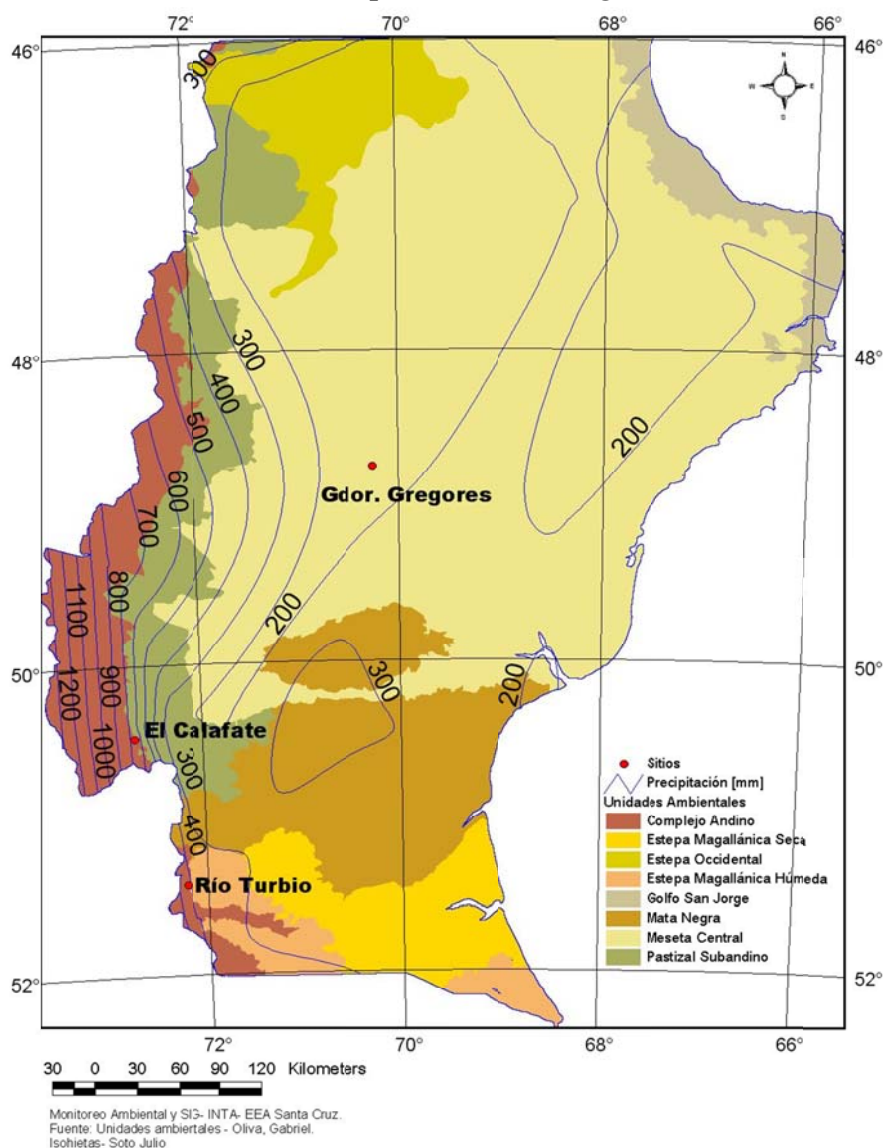 72°
70°
68°
66°
46°
46°
N
W
E
S
300
48°
48°
300
400
500
600
700
800
200
200
Gdor. Gregores
1100
1200
900
1000
200
300
200
50°
50°
El Calafate
300
400
Río Turbio
Sitios
Precipitación [mm]
Unidades Ambientales
Complejo Andino
Estepa Magallánica Seca
Estepa Occidental
Estepa Magallánica Húmeda
Golfo San Jorge
Mata Negra
Meseta Central
Pastizal Subandino
52°
52°
72°
70°
68°
66°
30 0 30 60 90 120 Kilometers
Monitoreo Ambiental y SIG- INTA- EEA Santa Cruz.
Fuente: Unidades ambientales - Oliva, Gabriel.
Isohietas- Soto Julio